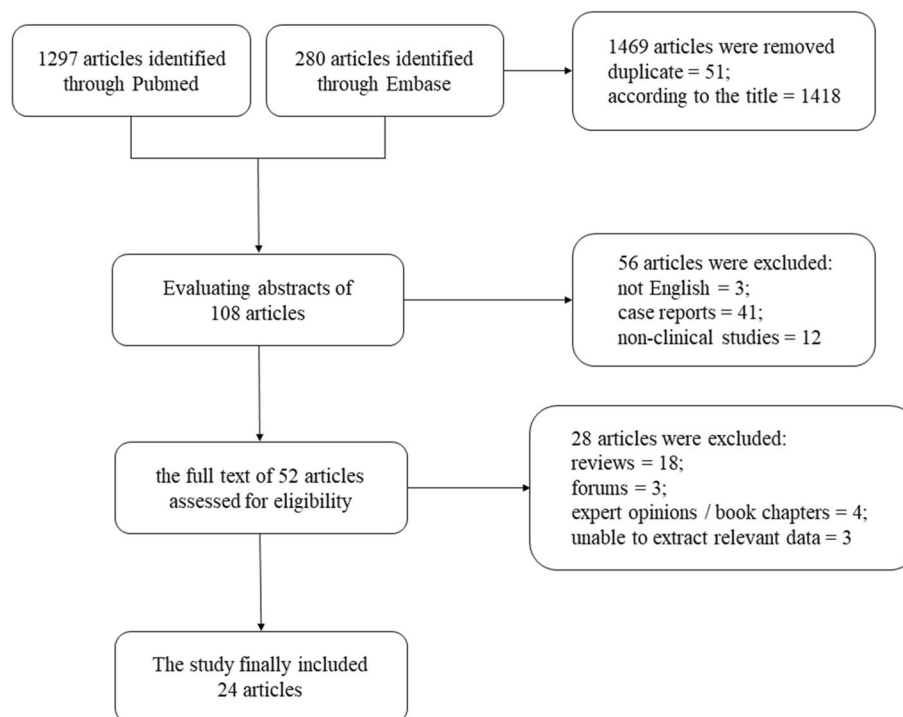 1297 articles identified
through Pubmed
280 articles identified
through Embase
1469 articles were removed
duplicate = 51;
according to the title = 1418
Evaluating abstracts of
108 articles
56 articles were excluded:
not English = 3;
case reports = 41;
non-clinical studies = 12
the full text of 52 articles
assessed for eligibility
28 articles were excluded:
reviews = 18;
forums = 3;
expert opinions / book chapters = 4;
unable to extract relevant data = 3
The study finally included
24 articles